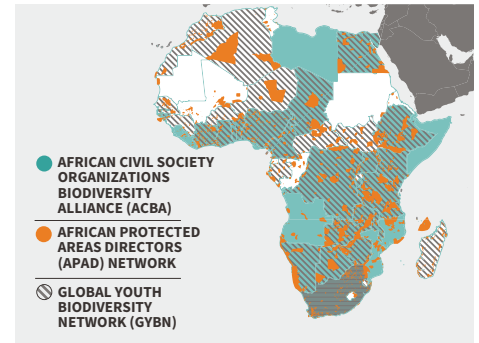 AFRICAN CIVIL SOCIETY
ORGANIZATIONS
BIODIVERSITY
ALLIANCE (ACBA)
AFRICAN PROTECTED
AREAS DIRECTORS
(APAD) NETWORK
GLOBAL YOUTH
BIODIVERSITY
NETWORK (GYBN)